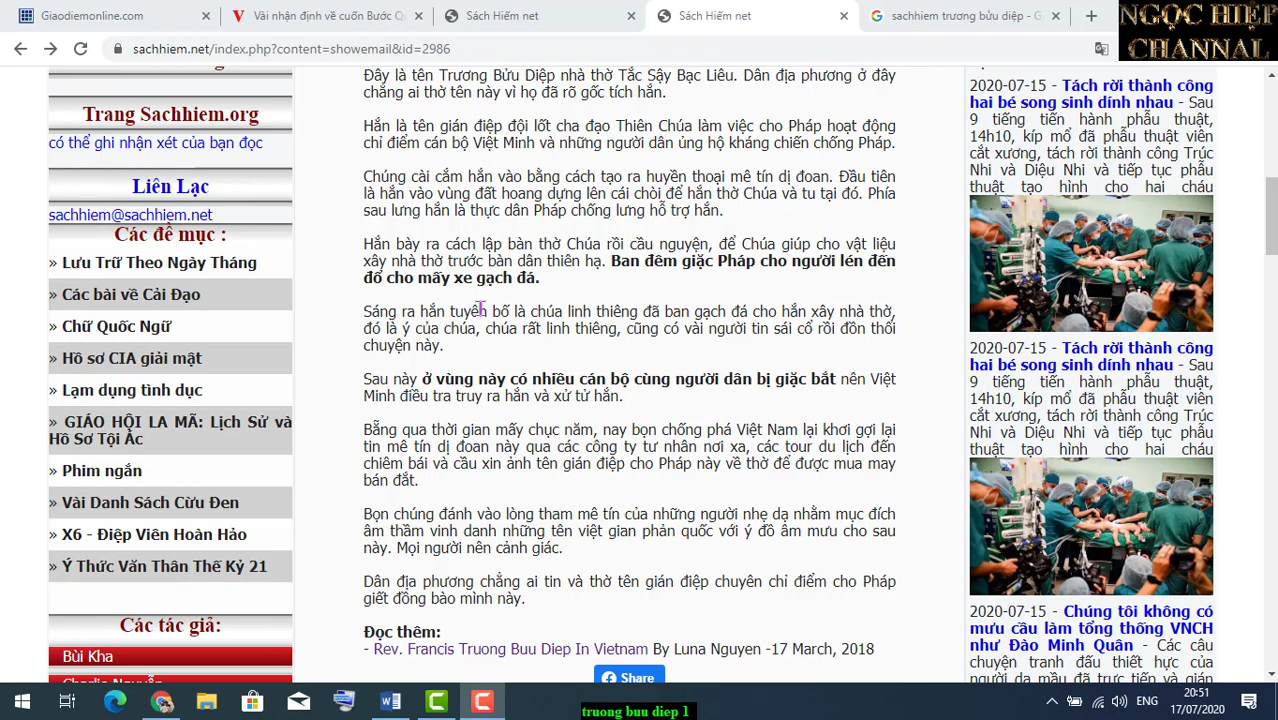 Giaodiemonline.com
Vài nhận định về cuốn Bước Q
Sách Hiếm net
Sách Hiếm net
sachhiem trương bửu diệp - G
NGỌC HIỆP
CHANNAL
sachhiem.net/index.php?content=showemail&id=2986
Trang Sachhiem.org
có thể ghi nhận xét của bạn đọc
Liên Lạc
sachhiem@sachhiem.net
Các đề mục :
» Lưu Trữ Theo Ngày Tháng
» Các bài về Cải Đạo
» Chữ Quốc Ngữ
» Hồ sơ CIA giải mật
» Lạm dụng tình dục
» GIÁO HỘI LA MÃ: Lịch Sử và
Hồ Sơ Tội Ác
» Phim ngắn
» Vài Danh Sách Cừu Đen
» X6 - Điệp Viên Hoàn Hảo
» Ý Thức Văn Thân Thế Kỷ 21
Các tác giả:
Bùi Kha
Charlie Nguyễn
Đây là tên Trương Bửu Diệp nhà thờ Tắc Sậy Bạc Liêu. Dân địa phương ở đây
chẳng ai thờ tên này vì họ đã rõ gốc tích hắn.
Hắn là tên gián điệp đội lốt cha đạo Thiên Chúa làm việc cho Pháp hoạt động
chỉ điểm cán bộ Việt Minh và những người dân ủng hộ kháng chiến chống Pháp.
Chúng cài cắm hắn vào bằng cách tạo ra huyền thoại mê tín dị đoan. Đầu tiên
là hắn vào vùng đất hoang dựng lên cái chòi để hắn thờ Chúa và tu tại đó. Phía
sau lưng hắn là thực dân Pháp chống lưng hỗ trợ hắn.
Hắn bày ra cách lập bàn thờ Chúa rồi cầu nguyện, để Chúa giúp cho vật liệu
xây nhà thờ trước bàn dân thiên hạ. Ban đêm giặc Pháp cho người lén đến
đổ cho mấy xe gạch đá.
Sáng ra hắn tuyên bố là chúa linh thiêng đã ban gạch đá cho hắn xây nhà thờ,
đó là ý của chúa, chúa rất linh thiêng, cũng có vài người tin sái cổ rồi đồn thổi
chuyện này.
Sau này ở vùng này có nhiều cán bộ cùng người dân bị giặc bắt nên Việt
Minh điều tra truy ra hắn và xử tử hắn.
Bẵng qua thời gian mấy chục năm, nay bọn chống phá Việt Nam lại khơi gợi lại
tin mê tín dị đoan này qua các công ty tư nhân nơi xa, các tour du lịch đến
chiêm bái và cầu xin ảnh tên gián điệp cho Pháp này về thờ để được mua may
bán đắt.
Bọn chúng đánh vào lòng tham mê tín của những người nhẹ dạ nhằm mục đích
âm thầm vinh danh những tên việt gian phản quốc với ý đồ âm mưu cho sau
này. Mọi người nên cảnh giác.
Dân địa phương chẳng ai tin và thờ tên gián điệp chuyên chỉ điểm cho Pháp
giết đồng bào mình này.
Đọc thêm:
- Rev. Francis Truong Buu Diep In Vietnam By Luna Nguyen -17 March, 2018
Share
2020-07-15 - Tách rời thành công
hai bé song sinh dính nhau - Sau
9 tiếng tiến hành phẫu thuật,
14h10, kíp mổ đã phẫu thuật viên
cắt xương, tách rời thành công Trúc
Nhi và Diệu Nhi và tiếp tục phẫu
thuật tạo hình cho hai cháu
2020-07-15 - Tách rời thành công
hai bé song sinh dính nhau - Sau
9 tiếng tiến hành phẫu thuật,
14h10, kíp mổ đã phẫu thuật viên
cắt xương, tách rời thành công Trúc
Nhi và Diệu Nhi và tiếp tục phẫu
thuật tạo hình cho hai cháu
2020-07-15 - Chúng tôi không có
mưu cầu làm tổng thống VNCH
như Đào Minh Quân - Các câu
chuyện tranh đấu thiết học của
người da mầu đã trực tiếp và gián
ENG
20:51
17/07/2020
truong buu diep 1